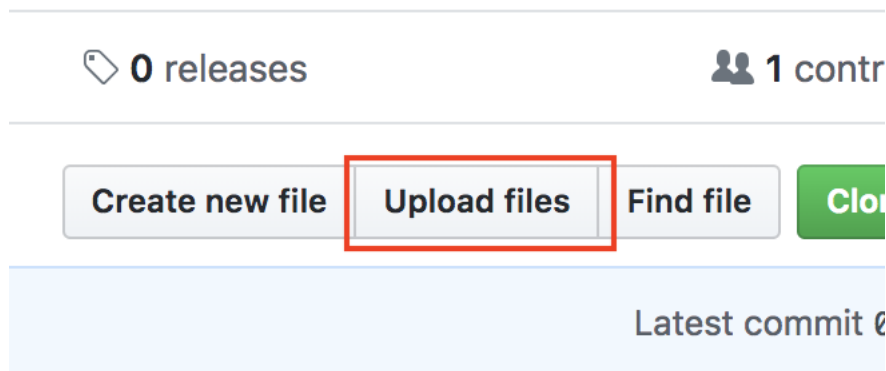 0 releases
1 contr
Create new file
Upload files
Find file
Clo
Latest commit